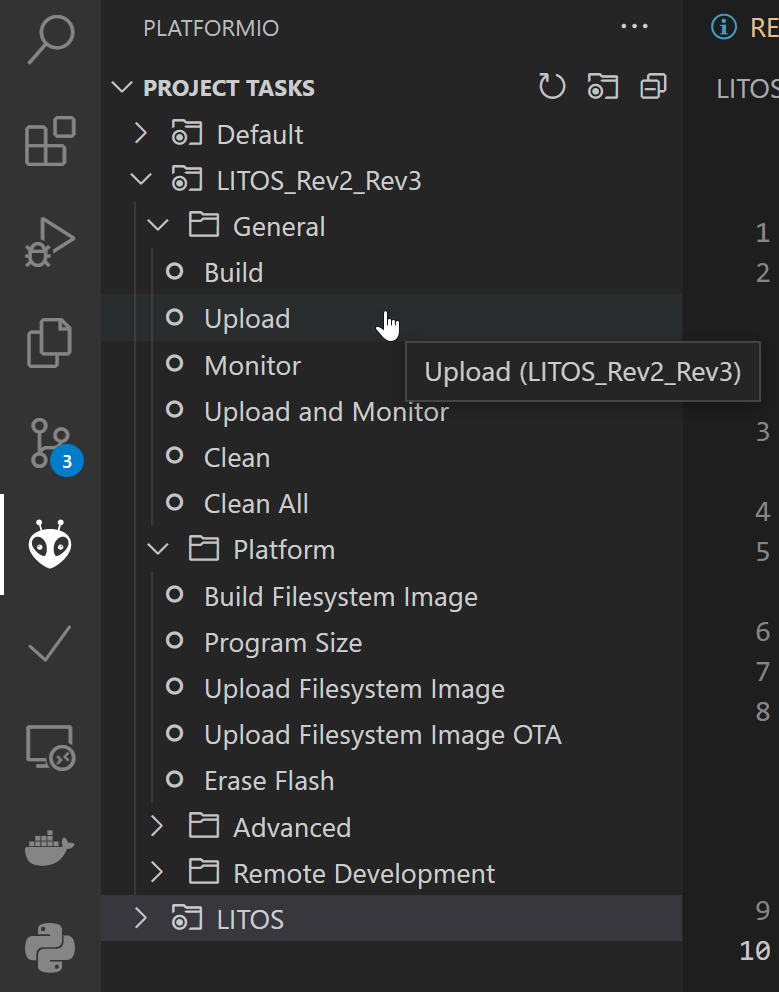 PLATFORMIO
RE
PROJECT TASKS
LITOS
Default
LITOS_Rev2_Rev3
General
1
Build
2
Upload
Monitor
Upload (LITOS_Rev2_Rev3)
Upload and Monitor
3
Clean
3
Clean All
4
Platform
5
Build Filesystem Image
Program Size
6
Upload Filesystem Image
7
Upload Filesystem Image OTA
8
Erase Flash
Advanced
Remote Development
LITOS
9
10